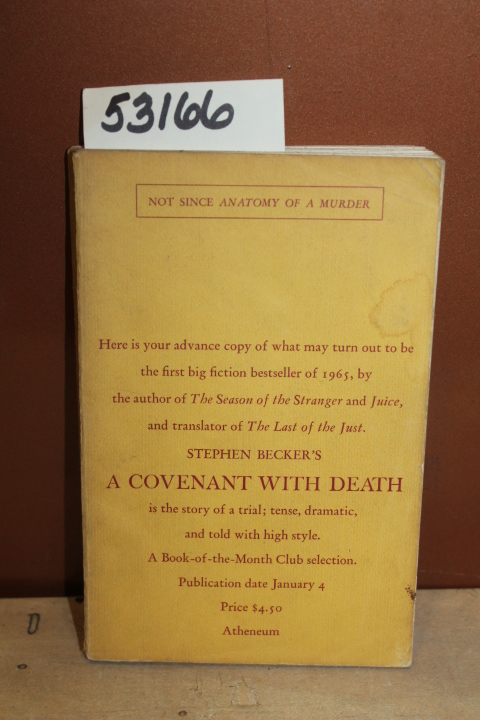 53166
NOT SINCE ANATOMY OF A MURDER
Here is your advance copy of what may turn out to be
the first big fiction bestseller of 1965, by
the author of The Season of the Stranger and Juice,
and translator of The Last of the Just.
STEPHEN BECKER'S
A COVENANT WITH DEATH
is the story of a trial; tense, dramatic,
and told with high style.
A Book-of-the-Month Club selection.
Publication date January 4
Price $4.50
Atheneum
D